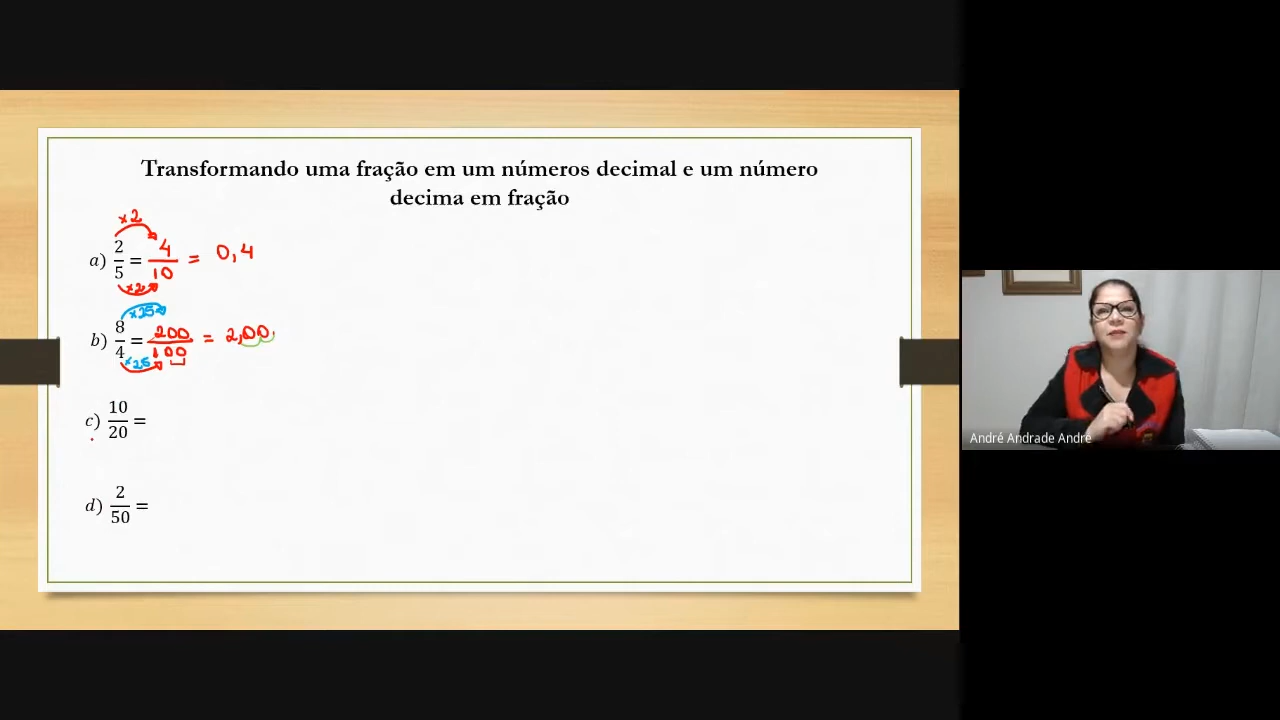 Transformando uma fração em um números decimal e um número
decima em fração
×2
a) 2/5 = 4/10 = 0,4
×2
×25
b) 8/4 = 200/100 = 2,00
×25
c) 10/20 =
d) 2/50 =
André Andrade André